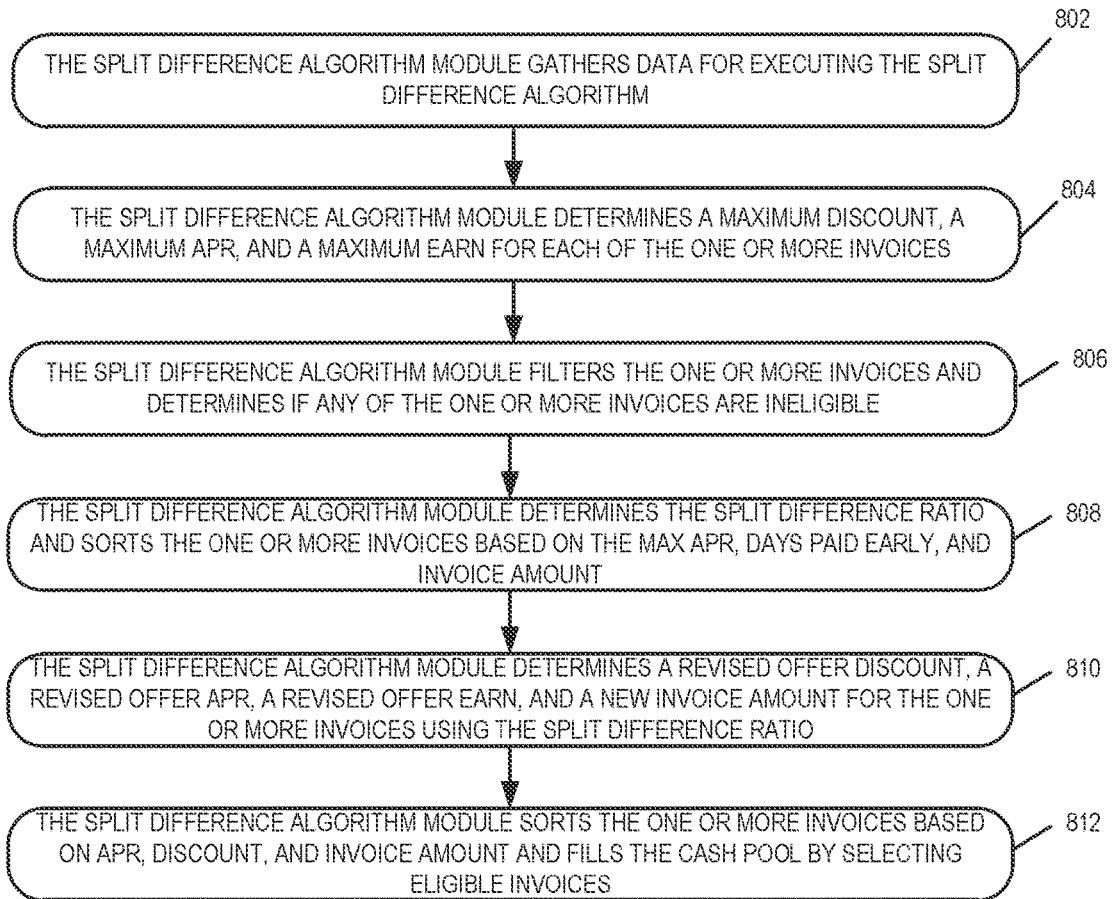 802
THE SPLIT DIFFERENCE ALGORITHM MODULE GATHERS DATA FOR EXECUTING THE SPLIT
DIFFERENCE ALGORITHM
804
THE SPLIT DIFFERENCE ALGORITHM MODULE DETERMINES A MAXIMUM DISCOUNT, A
MAXIMUM APR, AND A MAXIMUM EARN FOR EACH OF THE ONE OR MORE INVOICES
806
THE SPLIT DIFFERENCE ALGORITHM MODULE FILTERS THE ONE OR MORE INVOICES AND
DETERMINES IF ANY OF THE ONE OR MORE INVOICES ARE INELIGIBLE
808
THE SPLIT DIFFERENCE ALGORITHM MODULE DETERMINES THE SPLIT DIFFERENCE RATIO
AND SORTS THE ONE OR MORE INVOICES BASED ON THE MAX APR, DAYS PAID EARLY, AND
INVOICE AMOUNT
810
THE SPLIT DIFFERENCE ALGORITHM MODULE DETERMINES A REVISED OFFER DISCOUNT, A
REVISED OFFER APR, A REVISED OFFER EARN, AND A NEW INVOICE AMOUNT FOR THE ONE
OR MORE INVOICES USING THE SPLIT DIFFERENCE RATIO
812
THE SPLIT DIFFERENCE ALGORITHM MODULE SORTS THE ONE OR MORE INVOICES BASED
ON APR, DISCOUNT, AND INVOICE AMOUNT AND FILLS THE CASH POOL BY SELECTING
ELIGIBLE INVOICES